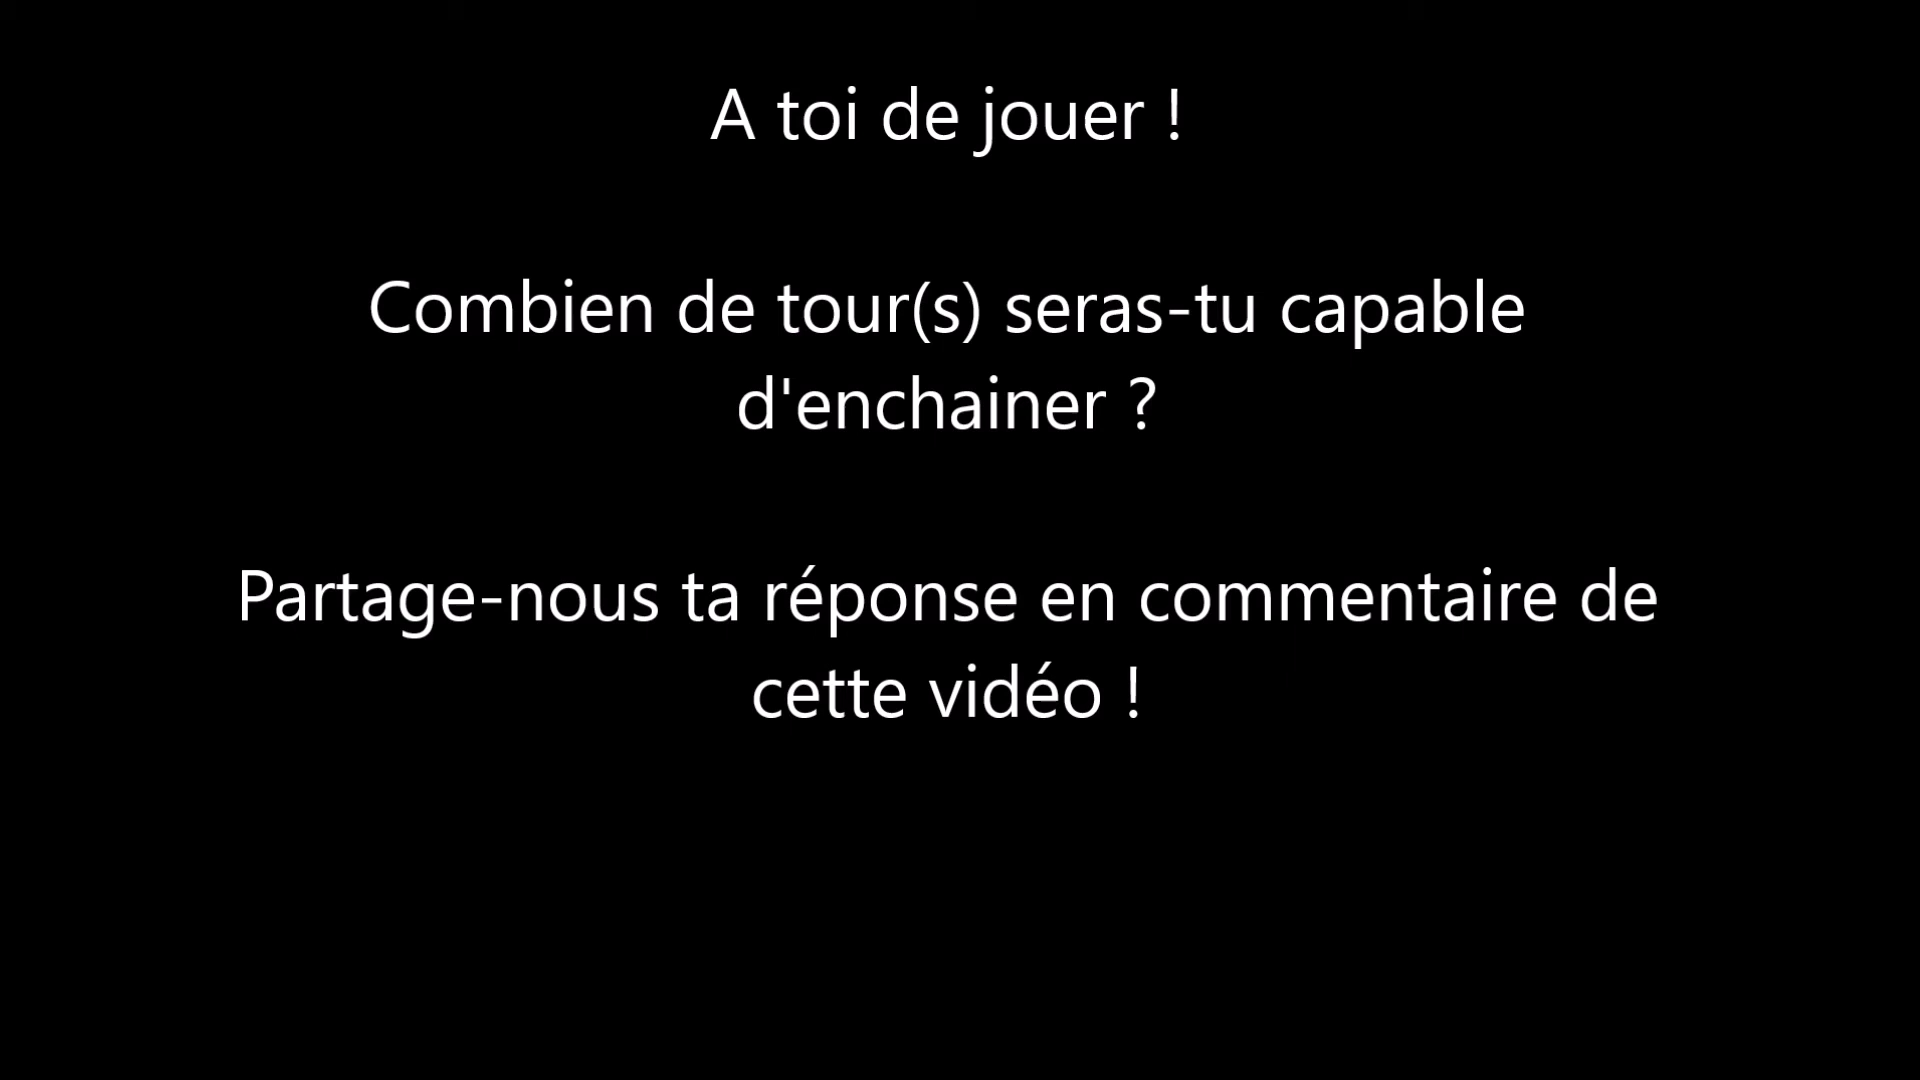 A toi de jouer !
Combien de tour(s) seras-tu capable
d'enchainer ?
Partage-nous ta réponse en commentaire de
cette vidéo !